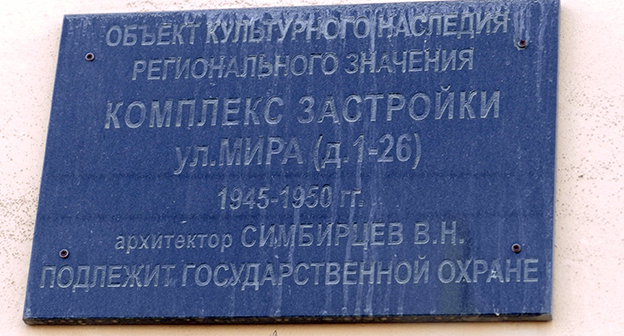 ОБЪЕКТ КУЛЬТУРНОГО НАСЛЕДИЯ
РЕГИОНАЛЬНОГО ЗНАЧЕНИЯ
КОМПЛЕКС ЗАСТРОЙКИ
ул.МИРА (д.1-26)
1945-1950 гг.
архитектор СИМБИРЦЕВ В.Н.
ПОДЛЕЖИТ ГОСУДАРСТВЕННОЙ ОХРАНЕ